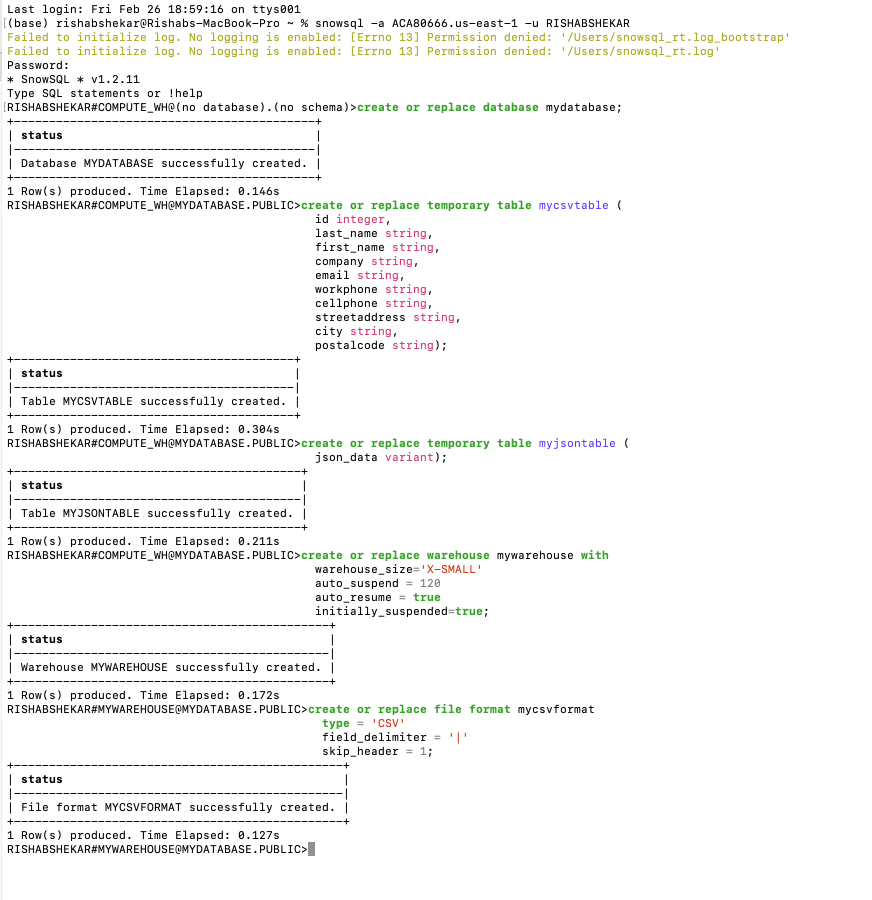 Last login: Fri Feb 26 18:59:16 on ttys001
[(base) rishabshekar@Rishabs-MacBook-Pro ~ % snowsql -a ACA80666.us-east-1 -u RISHABSHEKAR
Failed to initialize log. No logging is enabled: [Errno 13] Permission denied: '/Users/snowsql_rt.log_bootstrap'
Failed to initialize log. No logging is enabled: [Errno 13] Permission denied: '/Users/snowsql_rt.log'
Password:
* SnowSQL * v1.2.11
Type SQL statements or !help
[RISHABSHEKAR#COMPUTE_WH@(no database).(no schema)>create or replace database mydatabase;
+-------------------------------------------+
| status                                    |
|-------------------------------------------|
| Database MYDATABASE successfully created. |
+-------------------------------------------+
1 Row(s) produced. Time Elapsed: 0.146s
RISHABSHEKAR#COMPUTE_WH@MYDATABASE.PUBLIC>create or replace temporary table mycsvtable (
                                            id integer,
                                            last_name string,
                                            first_name string,
                                            company string,
                                            email string,
                                            workphone string,
                                            cellphone string,
                                            streetaddress string,
                                            city string,
                                            postalcode string);
+----------------------------------------+
| status                                 |
|----------------------------------------|
| Table MYCSVTABLE successfully created. |
+----------------------------------------+
1 Row(s) produced. Time Elapsed: 0.304s
RISHABSHEKAR#COMPUTE_WH@MYDATABASE.PUBLIC>create or replace temporary table myjsontable (
                                            json_data variant);
+-----------------------------------------+
| status                                  |
|-----------------------------------------|
| Table MYJSONTABLE successfully created. |
+-----------------------------------------+
1 Row(s) produced. Time Elapsed: 0.211s
RISHABSHEKAR#COMPUTE_WH@MYDATABASE.PUBLIC>create or replace warehouse mywarehouse with
                                            warehouse_size='X-SMALL'
                                            auto_suspend = 120
                                            auto_resume = true
                                            initially_suspended=true;
+---------------------------------------------+
| status                                      |
|---------------------------------------------|
| Warehouse MYWAREHOUSE successfully created. |
+---------------------------------------------+
1 Row(s) produced. Time Elapsed: 0.172s
RISHABSHEKAR#MYWAREHOUSE@MYDATABASE.PUBLIC>create or replace file format mycsvformat
                                             type = 'CSV'
                                             field_delimiter = '|'
                                             skip_header = 1;
+-----------------------------------------------+
| status                                        |
|-----------------------------------------------|
| File format MYCSVFORMAT successfully created. |
+-----------------------------------------------+
1 Row(s) produced. Time Elapsed: 0.127s
RISHABSHEKAR#MYWAREHOUSE@MYDATABASE.PUBLIC>